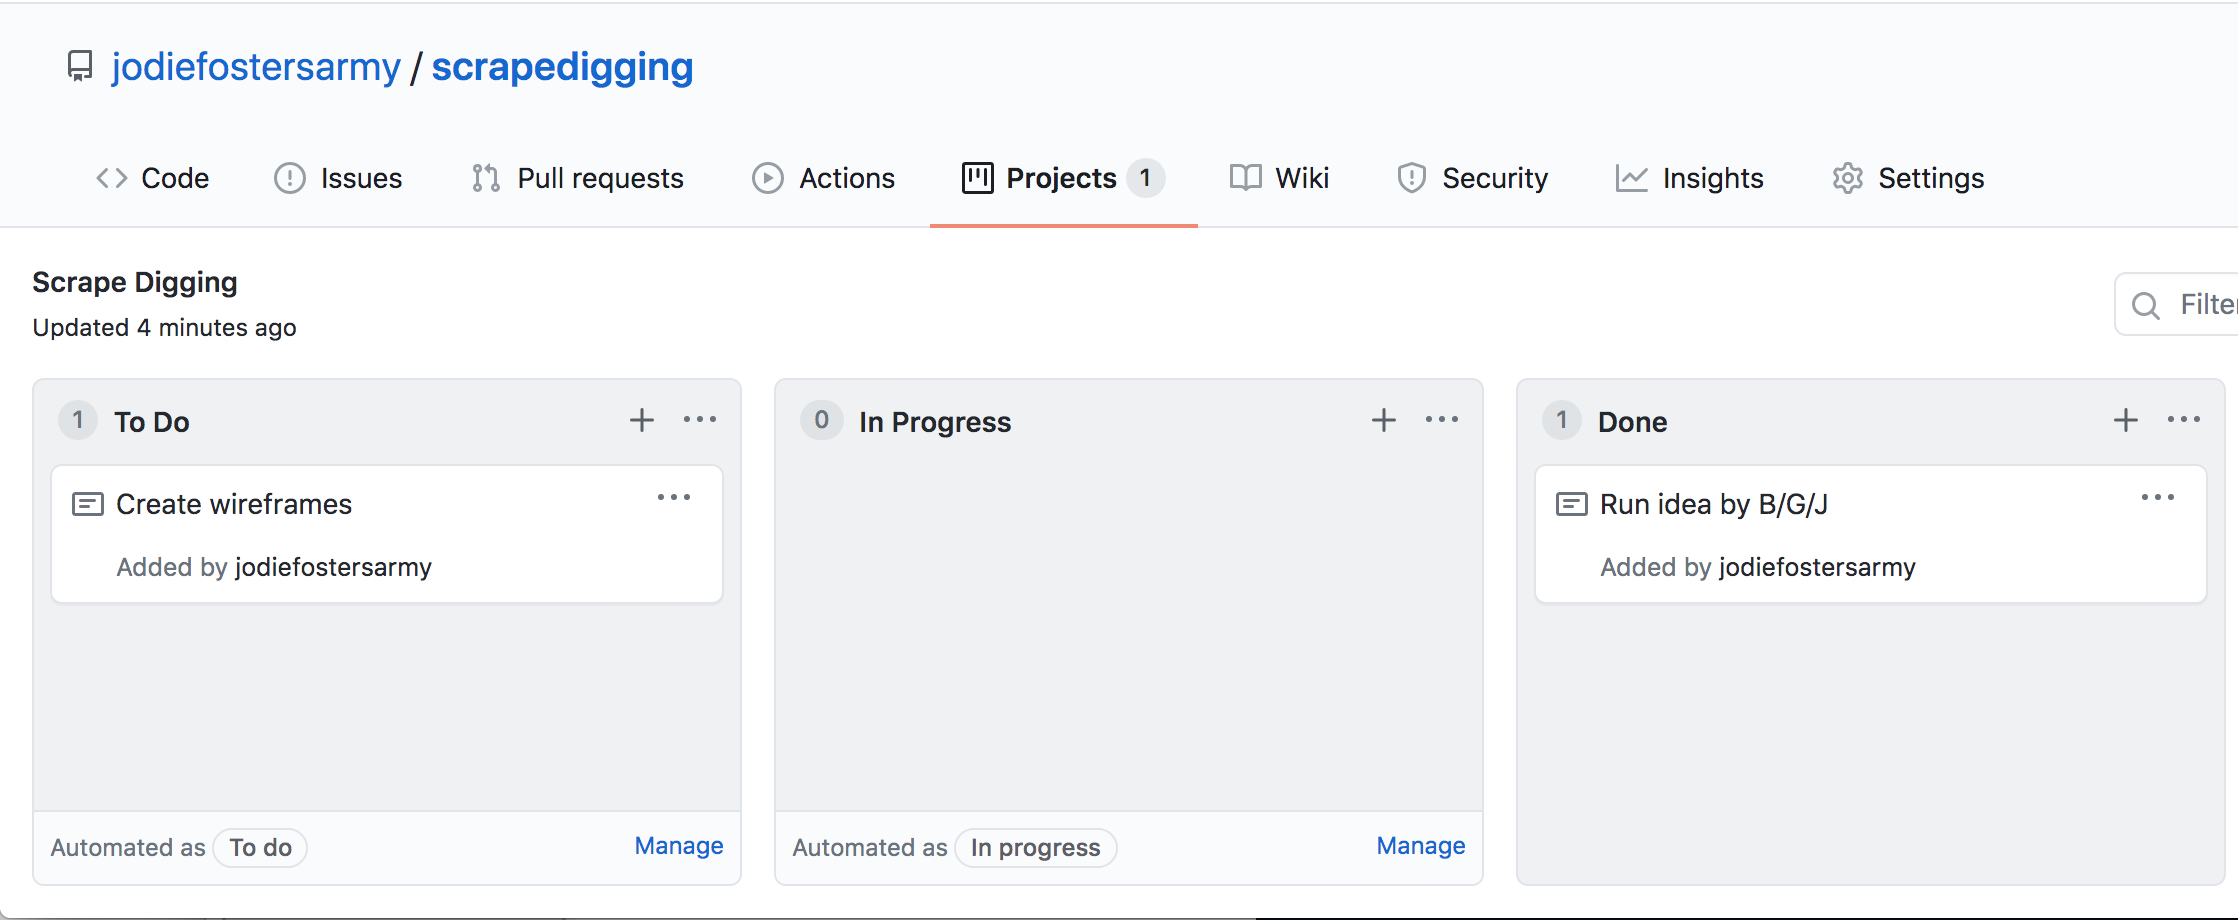 jodiefostersarmy / scrapedigging
Code Issues Pull requests Actions Projects 1 Wiki Security Insights Settings
Scrape Digging
Updated 4 minutes ago
1 To Do
Create wireframes
Added by jodiefostersarmy
Automated as To do Manage
0 In Progress
Automated as In progress Manage
1 Done
Run idea by B/G/J
Added by jodiefostersarmy